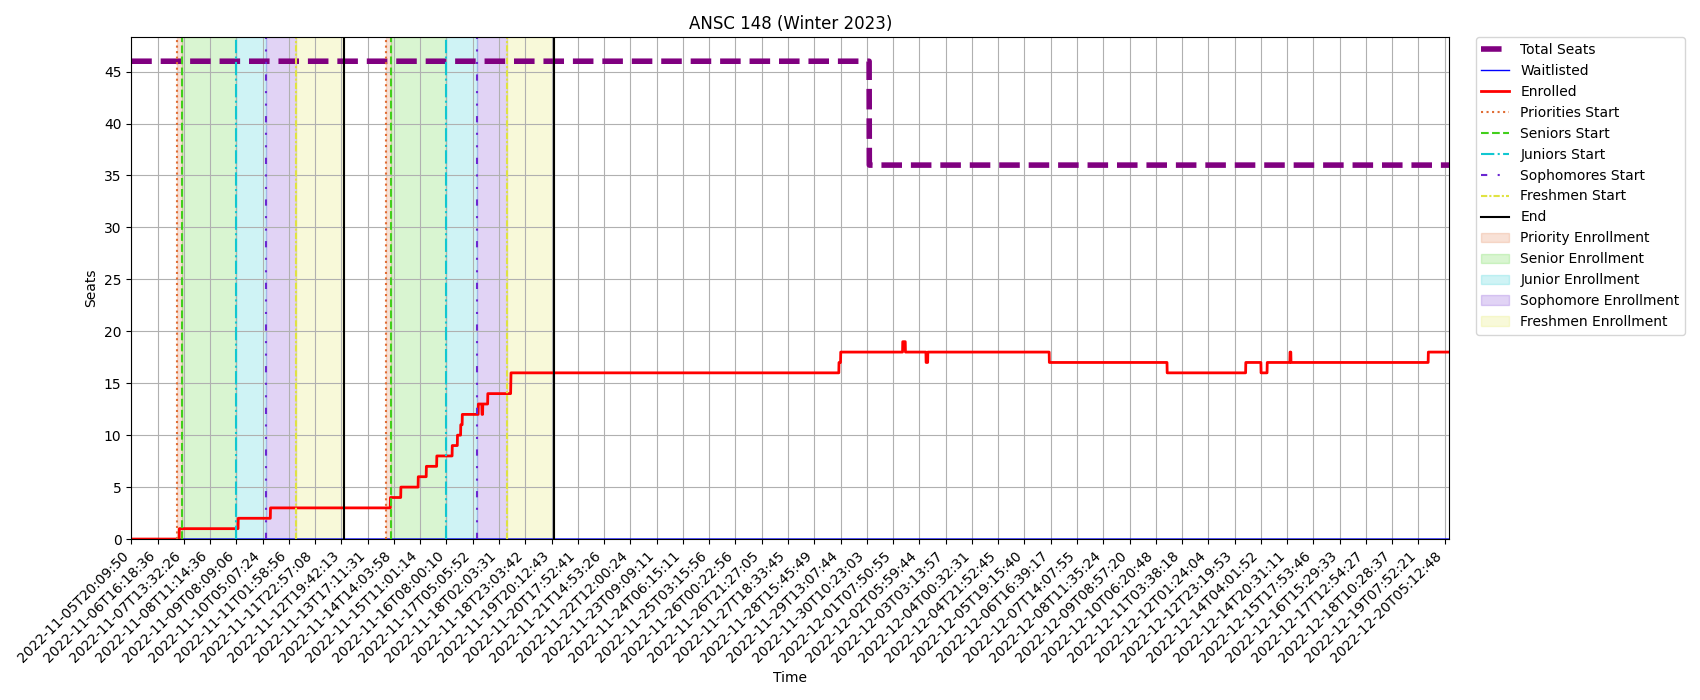 ANSC 148 (Winter 2023)
Seats
45
40
35
30
25
20
15
10
5
0
2022-11-05T20:09:50
2022-11-06T16:18:36
2022-11-07T13:32:26
2022-11-08T11:14:36
2022-11-09T08:09:06
2022-11-10T05:07:24
2022-11-11T01:58:56
2022-11-11T22:57:08
2022-11-12T19:42:13
2022-11-13T17:11:31
2022-11-14T14:03:58
2022-11-15T11:01:14
2022-11-16T08:00:10
2022-11-17T05:05:52
2022-11-18T02:03:31
2022-11-18T23:03:42
2022-11-19T20:12:43
2022-11-20T17:52:41
2022-11-21T14:53:26
2022-11-22T12:00:24
2022-11-23T09:09:11
2022-11-24T06:15:11
2022-11-25T03:15:56
2022-11-26T00:22:56
2022-11-26T21:27:05
2022-11-27T18:33:45
2022-11-28T15:45:49
2022-11-29T13:07:44
2022-11-30T10:23:03
2022-12-01T07:50:55
2022-12-02T05:59:44
2022-12-03T03:13:57
2022-12-04T00:32:31
2022-12-04T21:52:45
2022-12-05T19:15:40
2022-12-06T16:39:17
2022-12-07T14:07:55
2022-12-08T11:35:24
2022-12-09T08:57:20
2022-12-10T06:20:48
2022-12-11T03:38:18
2022-12-12T01:24:04
2022-12-12T23:19:53
2022-12-14T04:01:52
2022-12-14T20:31:11
2022-12-15T17:53:46
2022-12-16T15:29:33
2022-12-17T12:54:27
2022-12-18T10:28:37
2022-12-19T07:52:21
2022-12-20T05:12:48
Time
Total Seats
Waitlisted
Enrolled
Priorities Start
Seniors Start
Juniors Start
Sophomores Start
Freshmen Start
End
Priority Enrollment
Senior Enrollment
Junior Enrollment
Sophomore Enrollment
Freshmen Enrollment